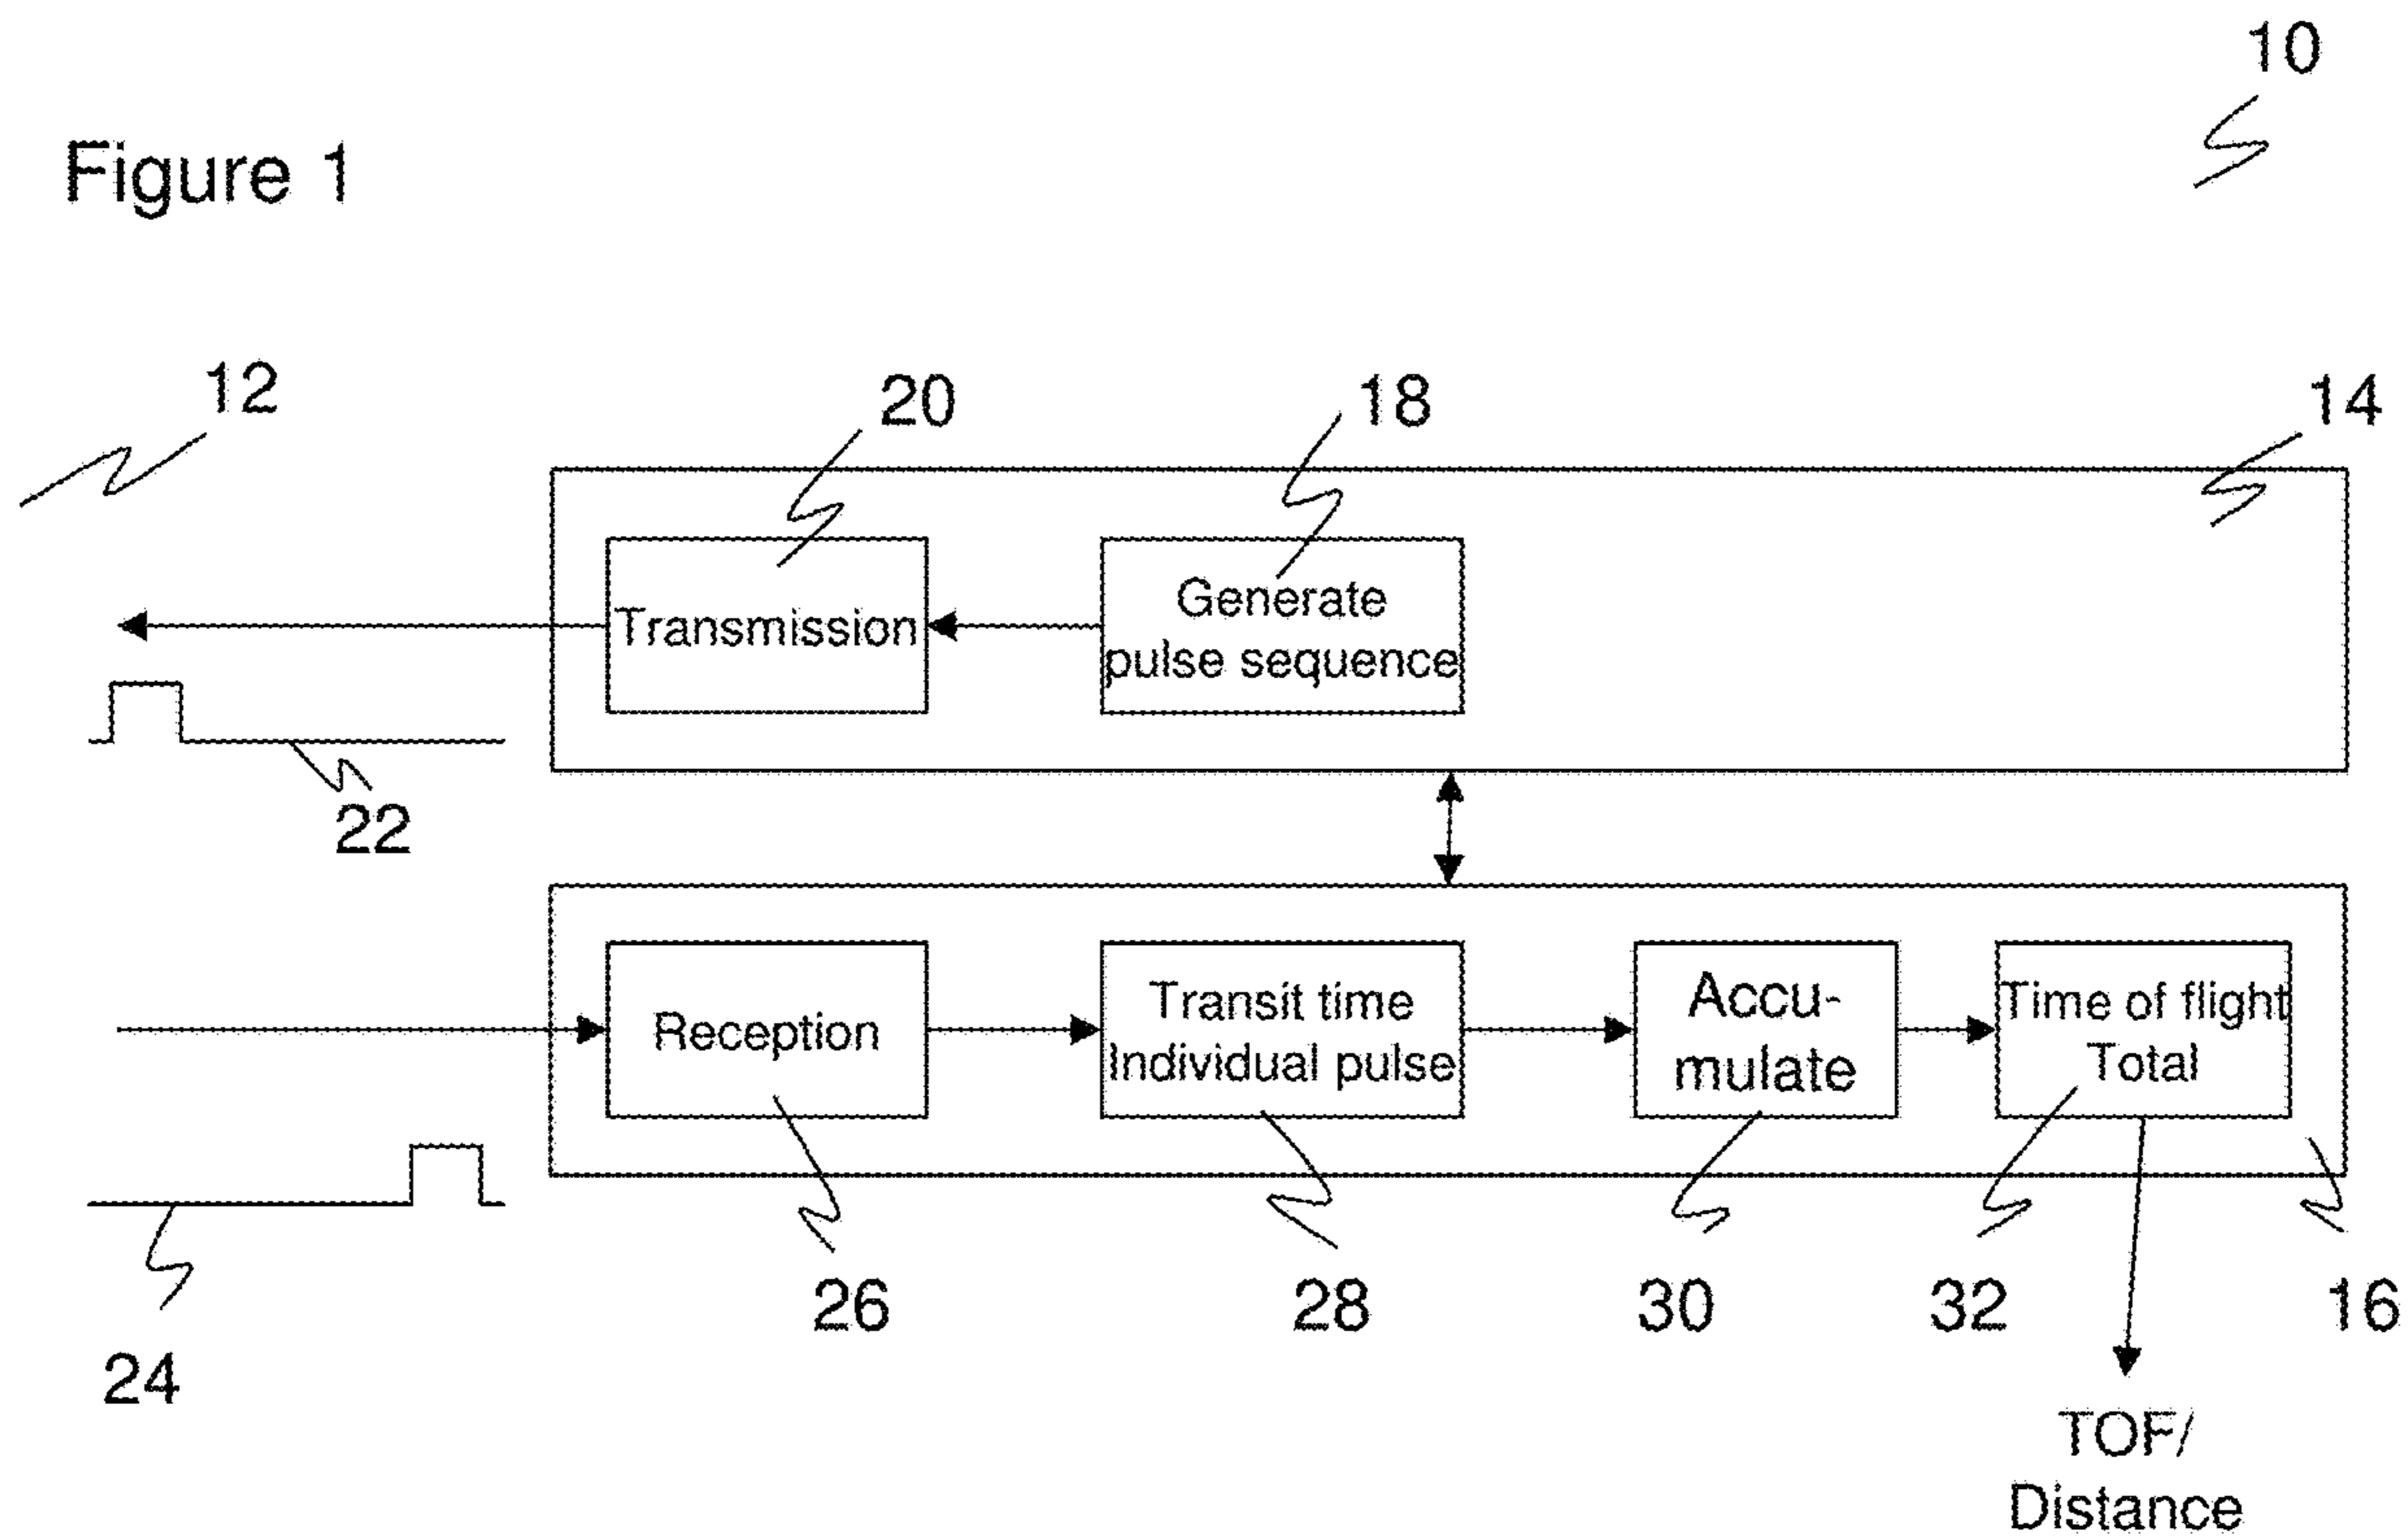 10
Figure 1
12
20
18
14
Transmission
Generate
pulse sequence
22
Reception
Transit time
Individual pulse
Accu-
mulate
Time of flight
Total
26
28
30
32
16
24
TOF/
Distance